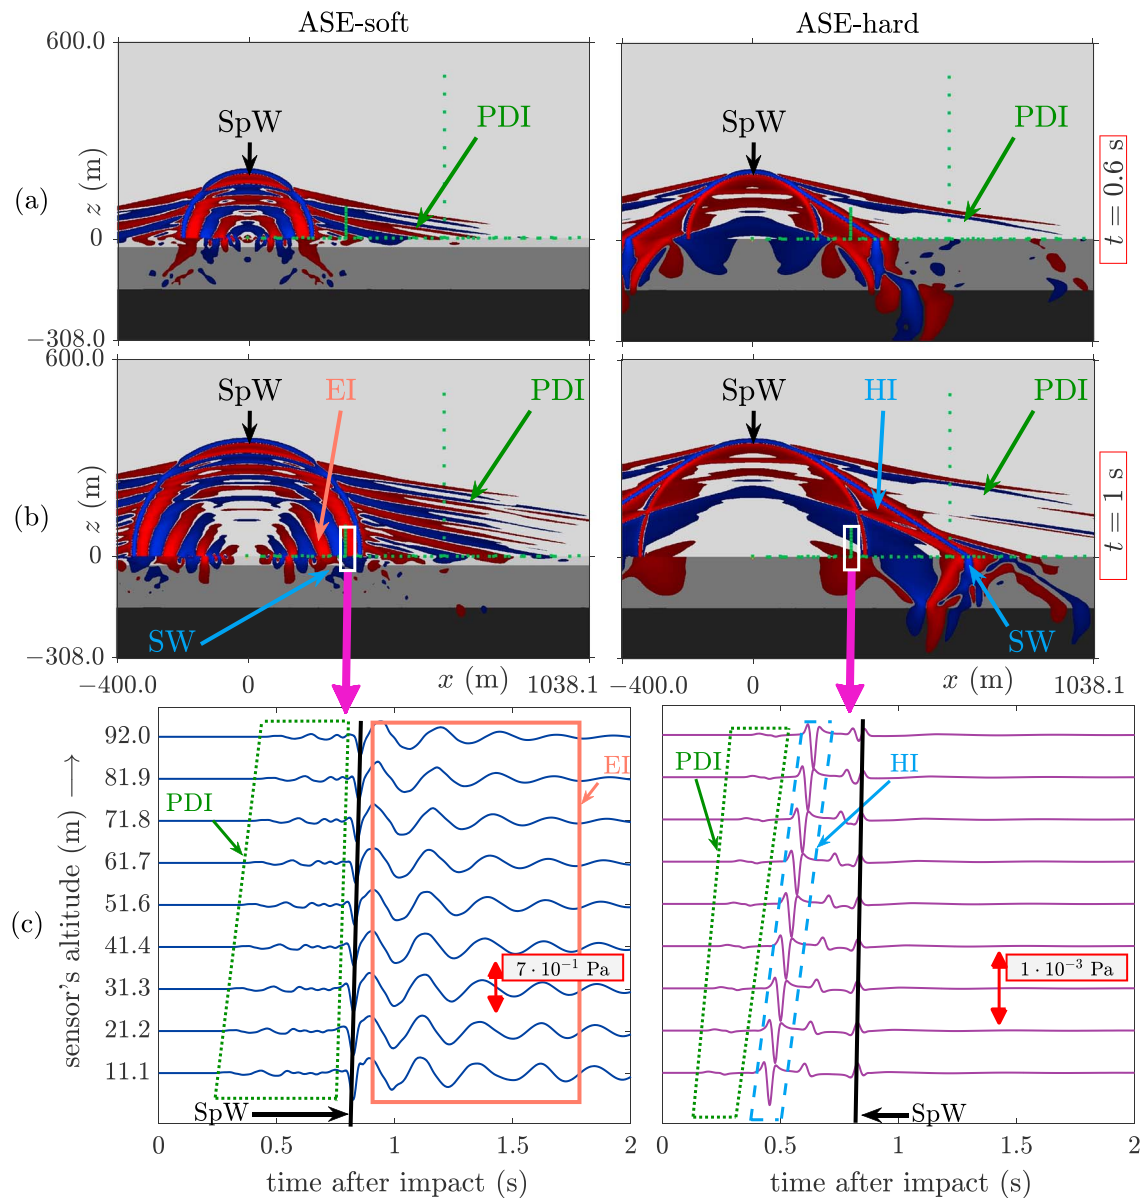 ASE-soft ASE-hard
600.0
SpW PDI SpW PDI
(a) z (m) t = 0.6 s
0
−308.0
600.0
SpW EI PDI SpW HI PDI
(b) z (m) t = 1 s
0
SW SW
−308.0
−400.0 0 x (m) 1038.1 −400.0 0 x (m) 1038.1
(c) sensor's altitude (m) ⟶
92.0
81.9 EI PDI HI
PDI
71.8
61.7
51.6
41.4
7 · 10⁻¹ Pa 1 · 10⁻³ Pa
31.3
21.2
11.1
SpW SpW
0 0.5 1 1.5 2 0 0.5 1 1.5 2
time after impact (s) time after impact (s)